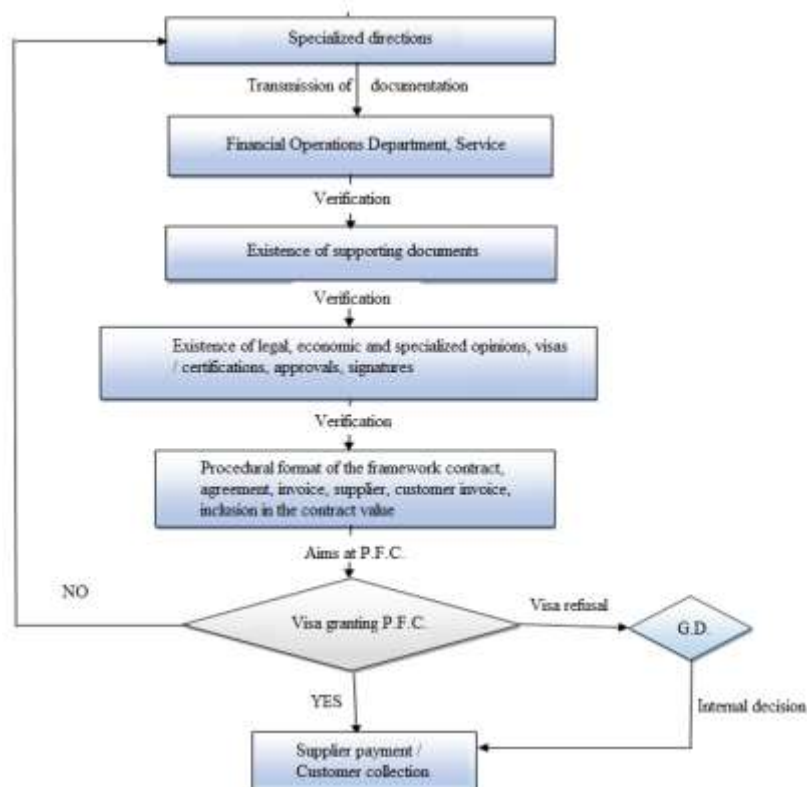 Specialized directions
Transmission of documentation
Financial Operations Department, Service
Verification
Existence of supporting documents
Verification
Existence of legal, economic and specialized opinions, visas
/ certifications, approvals, signatures
Verification
Procedural format of the framework contract,
agreement, invoice, supplier, customer invoice,
inclusion in the contract value
Aims at P.F.C.
NO
Visa granting P.F.C.
Visa refusal
G.D.
YES
Internal decision
Supplier payment /
Customer collection